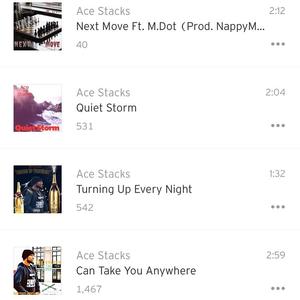 Ace Stacks
2:12
Next Move Ft. M.Dot (Prod. NappyM...
NEXT MOVE
40
Ace Stacks
2:04
Quiet Storm
Quiet Storm
531
Ace Stacks
1:32
Turning Up Every Night
542
Ace Stacks
2:59
Can Take You Anywhere
1,467